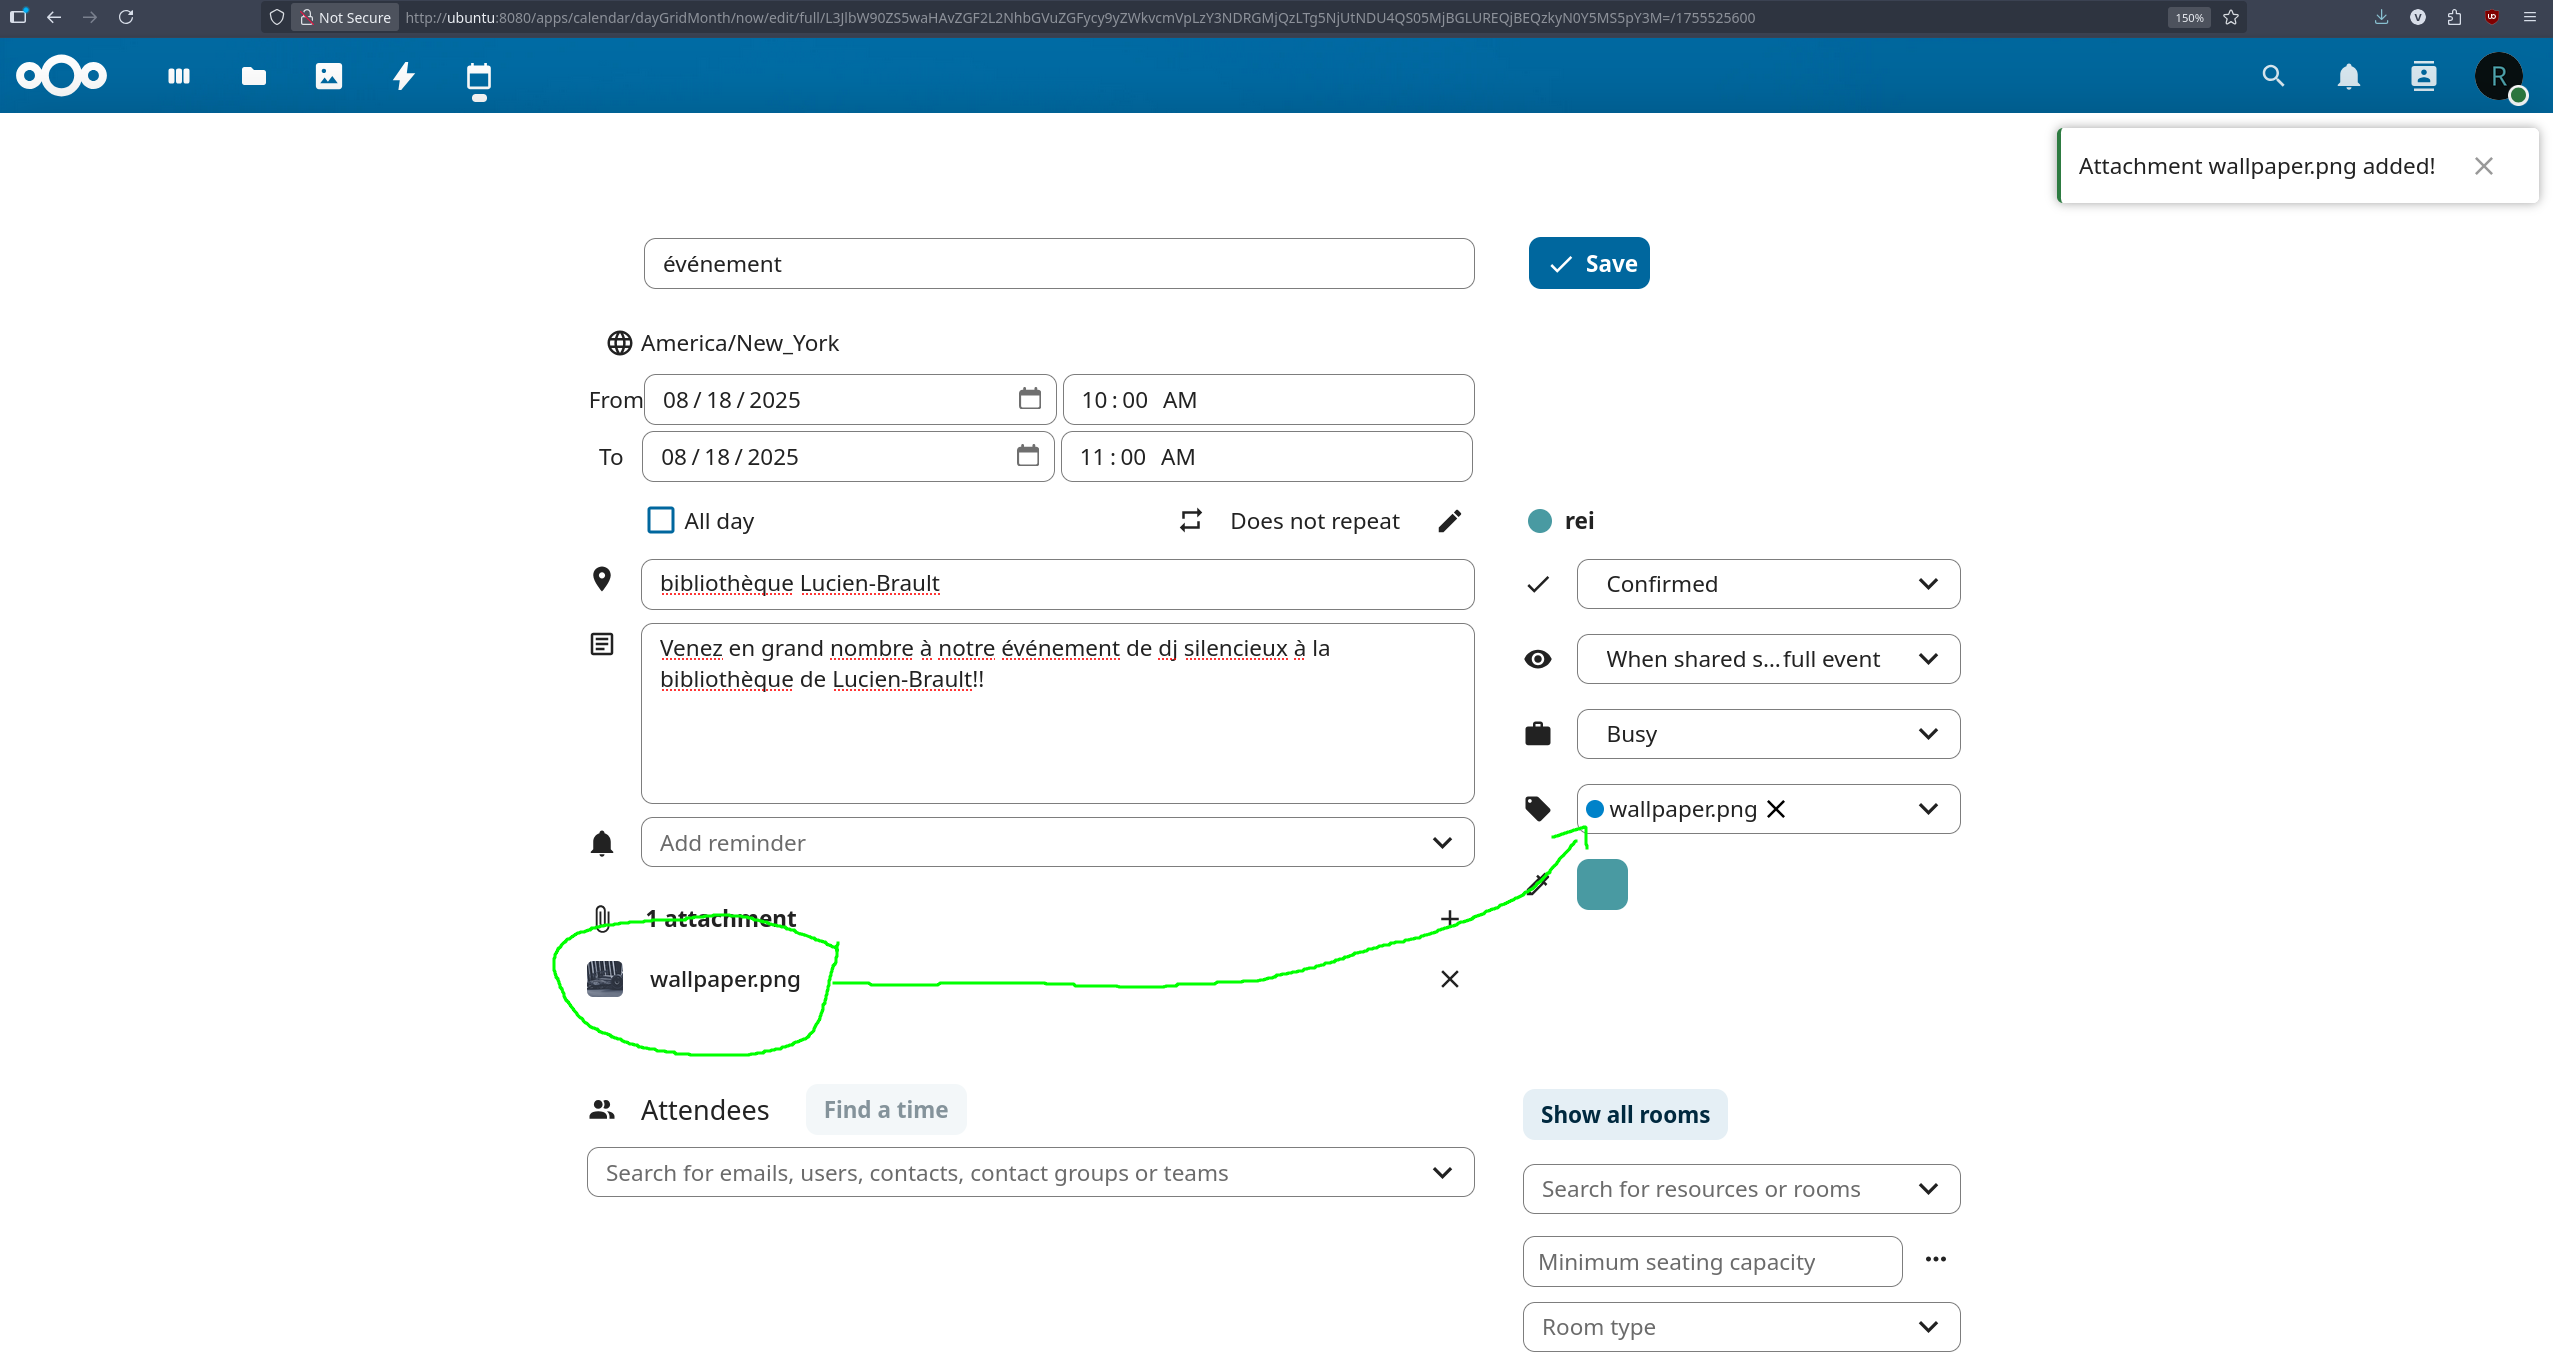 Not Secure
http://ubuntu:8080/apps/calendar/dayGridMonth/now/edit/full/L3JlbW90ZS5waHAvZGF2L2NhbGVuZGFycy9yZWkvcmVpLzY3NDRGMjQzLTg5NjUtNDU4QS05MjBGLUREQjBEQzkyN0Y5MS5pY3M=/1755525600
150%
R
Attachment wallpaper.png added!
événement
Save
America/New_York
From
08/18/2025
10:00 AM
To
08/18/2025
11:00 AM
All day
Does not repeat
rei
bibliothèque Lucien-Brault
Confirmed
Venez en grand nombre à notre événement de dj silencieux à la
bibliothèque de Lucien-Brault!!
When shared s...full event
Busy
wallpaper.png
Add reminder
1 attachment
wallpaper.png
Attendees
Find a time
Show all rooms
Search for emails, users, contacts, contact groups or teams
Search for resources or rooms
Minimum seating capacity
Room type